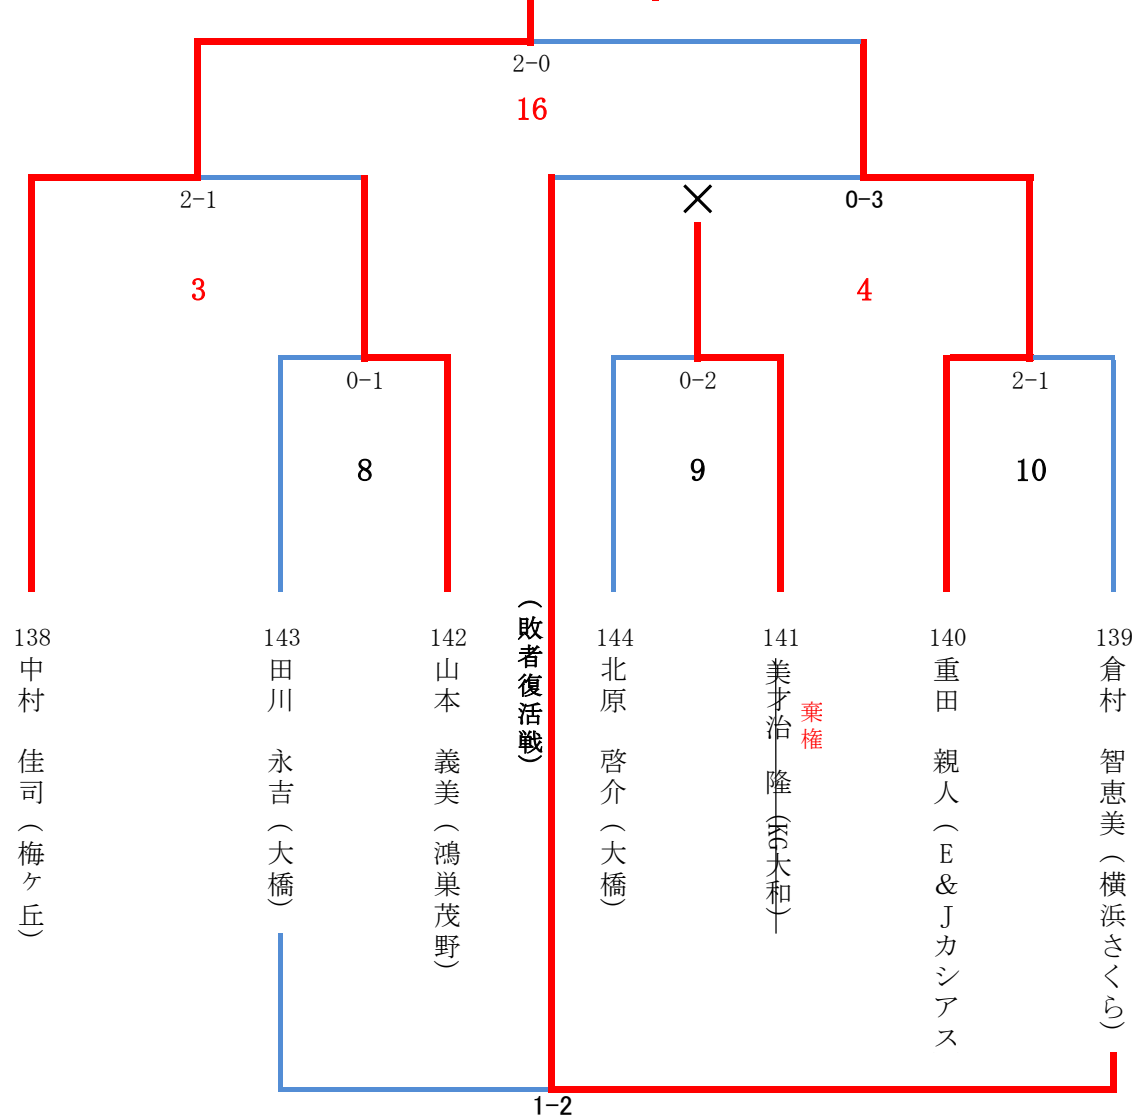 2-0
16
2-1
0-3
3
4
0-1
0-2
2-1
8
9
10
138
中村 佳司(梅ヶ丘)
143
田川 永吉(大橋)
142
山本 義美(鴻巣茂野)
(敗者復活戦)
144
北原 啓介(大橋)
141
美才治 隆(KG大和)
棄権
140
重田 親人(E&Jカシアス
139
倉村 智恵美(横浜さくら)
1-2